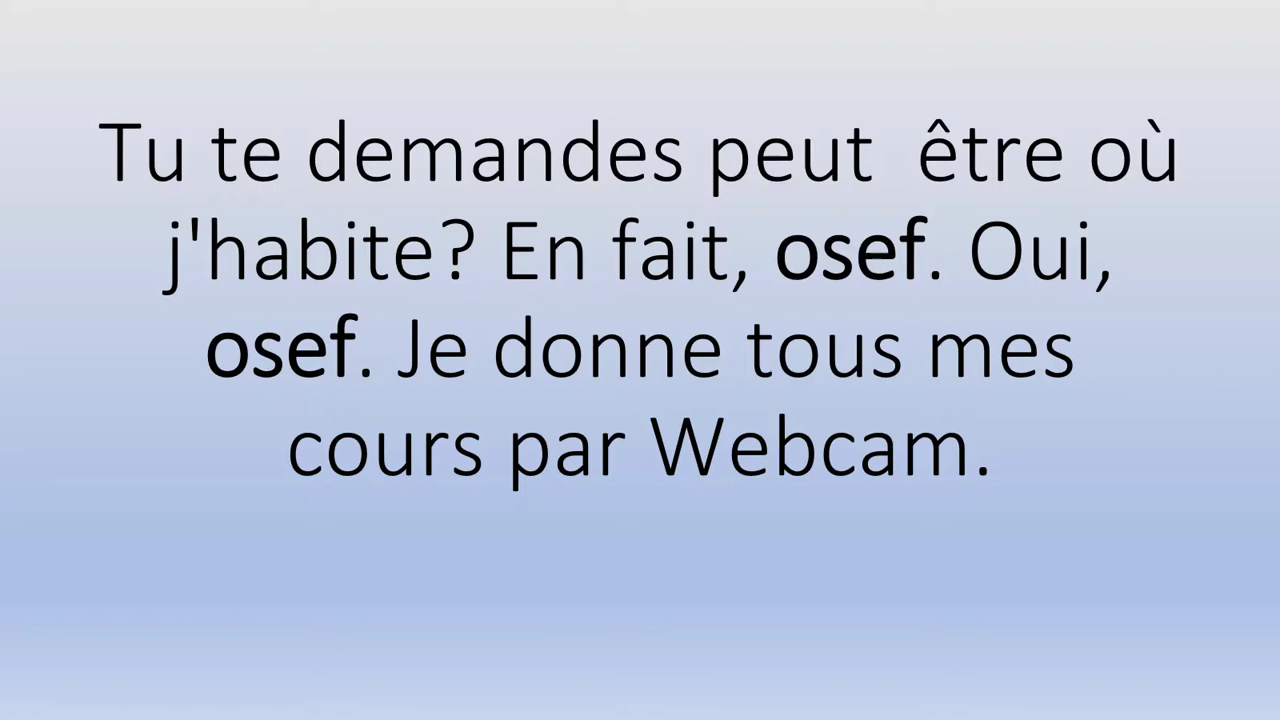 Tu te demandes peut  être où
j'habite? En fait, osef. Oui,
osef. Je donne tous mes
cours par Webcam.